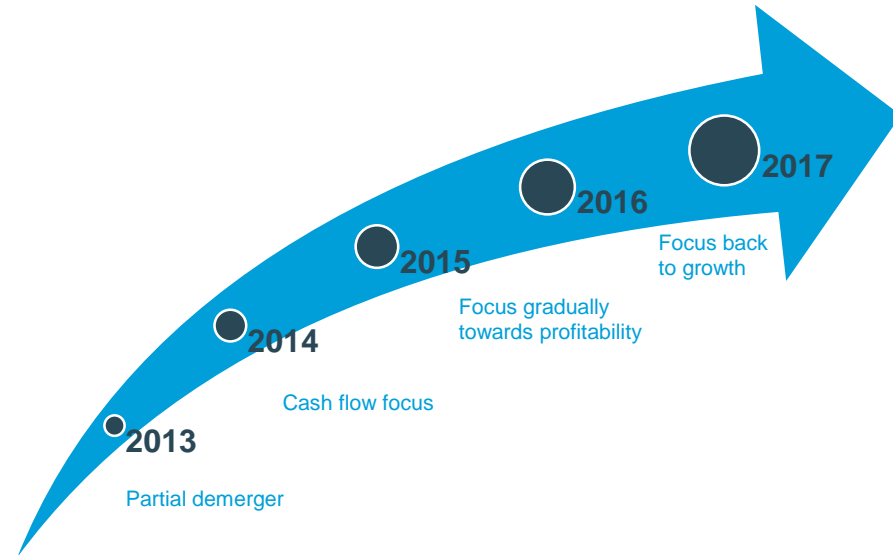 2017
2016
Focus back
to growth
2015
Focus gradually
towards profitability
2014
Cash flow focus
2013
Partial demerger